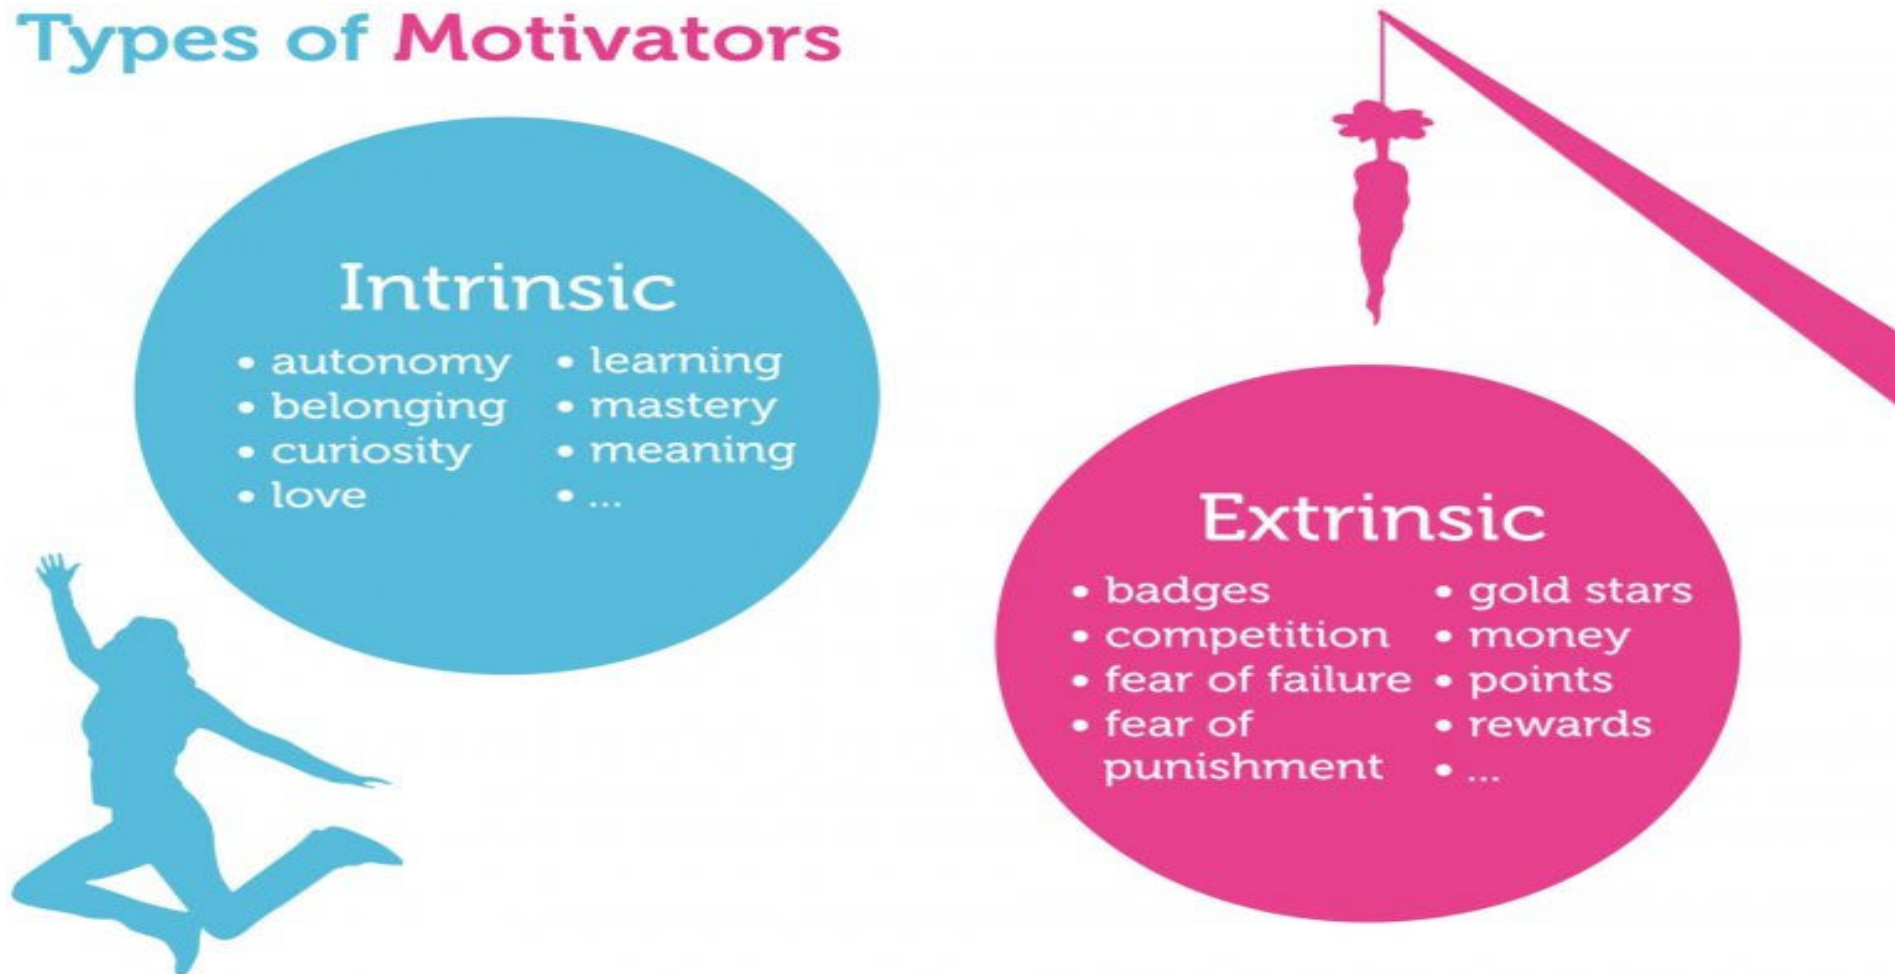 Types of Motivators
Intrinsic
• autonomy
• belonging
• curiosity
• love
• learning
• mastery
• meaning
• ...
Extrinsic
• badges
• competition
• fear of failure
• fear of
punishment
• gold stars
• money
• points
• rewards
• ...